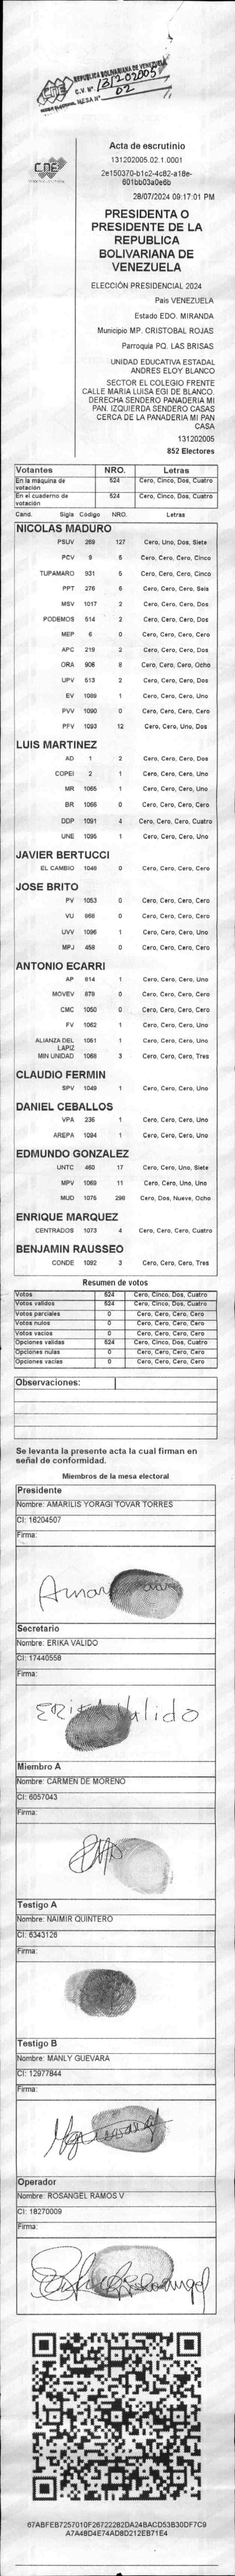 REPUBLICA BOLIVARIANA DE VENEZUELA
C.V. Nº. 131202005
MESA Nº 02
CNE
Acta de escrutinio
131202005.02.1.0001
2e150370-b1c2-4c82-a18e-
601bb03a0e6b
28/07/2024 09:17:01 PM
PRESIDENTA O
PRESIDENTE DE LA
REPUBLICA
BOLIVARIANA DE
VENEZUELA
ELECCIÓN PRESIDENCIAL 2024
País VENEZUELA
Estado EDO. MIRANDA
Municipio MP. CRISTOBAL ROJAS
Parroquia PQ. LAS BRISAS
UNIDAD EDUCATIVA ESTADAL
ANDRES ELOY BLANCO
SECTOR EL COLEGIO FRENTE
CALLE MARIA LUISA EGI DE BLANCO.
DERECHA SENDERO PANADERIA MI
PAN. IZQUIERDA SENDERO CASAS
CERCA DE LA PANADERIA MI PAN
CASA
131202005
852 Electores
Votantes NRO. Letras
En la máquina de votación 524 Cero, Cinco, Dos, Cuatro
En el cuaderno de votación 524 Cero, Cinco, Dos, Cuatro
Cand. Sigla Código NRO. Letras
NICOLAS MADURO
PSUV 269 127 Cero, Uno, Dos, Siete
PCV 9 5 Cero, Cero, Cero, Cinco
TUPAMARO 931 5 Cero, Cero, Cero, Cinco
PPT 276 6 Cero, Cero, Cero, Seis
MSV 1017 2 Cero, Cero, Cero, Dos
PODEMOS 514 2 Cero, Cero, Cero, Dos
MEP 6 0 Cero, Cero, Cero, Cero
APC 219 2 Cero, Cero, Cero, Dos
ORA 906 8 Cero, Cero, Cero, Ocho
UPV 513 2 Cero, Cero, Cero, Dos
EV 1089 1 Cero, Cero, Cero, Uno
PVV 1090 0 Cero, Cero, Cero, Cero
PFV 1093 12 Cero, Cero, Uno, Dos
LUIS MARTINEZ
AD 1 2 Cero, Cero, Cero, Dos
COPEI 2 1 Cero, Cero, Cero, Uno
MR 1065 1 Cero, Cero, Cero, Uno
BR 1066 0 Cero, Cero, Cero, Cero
DDP 1091 4 Cero, Cero, Cero, Cuatro
UNE 1095 1 Cero, Cero, Cero, Uno
JAVIER BERTUCCI
EL CAMBIO 1049 0 Cero, Cero, Cero, Cero
JOSE BRITO
PV 1053 0 Cero, Cero, Cero, Cero
VU 868 0 Cero, Cero, Cero, Cero
UVV 1096 1 Cero, Cero, Cero, Uno
MPJ 458 0 Cero, Cero, Cero, Cero
ANTONIO ECARRI
AP 814 1 Cero, Cero, Cero, Uno
MOVEV 878 0 Cero, Cero, Cero, Cero
CMC 1050 0 Cero, Cero, Cero, Cero
FV 1062 1 Cero, Cero, Cero, Uno
ALIANZA DEL LAPIZ 1061 1 Cero, Cero, Cero, Uno
MIN UNIDAD 1068 3 Cero, Cero, Cero, Tres
CLAUDIO FERMIN
SPV 1049 1 Cero, Cero, Cero, Uno
DANIEL CEBALLOS
VPA 236 1 Cero, Cero, Cero, Uno
AREPA 1094 1 Cero, Cero, Cero, Uno
EDMUNDO GONZALEZ
UNTC 460 17 Cero, Cero, Uno, Siete
MPV 1069 11 Cero, Cero, Uno, Uno
MUD 1076 298 Cero, Dos, Nueve, Ocho
ENRIQUE MARQUEZ
CENTRADOS 1073 4 Cero, Cero, Cero, Cuatro
BENJAMIN RAUSSEO
CONDE 1092 3 Cero, Cero, Cero, Tres
Resumen de votos
Votos 524 Cero, Cinco, Dos, Cuatro
Votos validos 524 Cero, Cinco, Dos, Cuatro
Votos parciales 0 Cero, Cero, Cero, Cero
Votos nulos 0 Cero, Cero, Cero, Cero
Votos vacios 0 Cero, Cero, Cero, Cero
Opciones validas 524 Cero, Cinco, Dos, Cuatro
Opciones nulas 0 Cero, Cero, Cero, Cero
Opciones vacias 0 Cero, Cero, Cero, Cero
Observaciones:
Se levanta la presente acta la cual firman en
señal de conformidad.
Miembros de la mesa electoral
Presidente
Nombre: AMARILIS YORAGI TOVAR TORRES
CI: 16204507
Firma:
Secretario
Nombre: ERIKA VALIDO
CI: 17440558
Firma:
ERIKA Valido
Miembro A
Nombre: CARMEN DE MORENO
CI: 6057043
Firma:
Testigo A
Nombre: NAIMIR QUINTERO
CI: 6343126
Firma:
Testigo B
Nombre: MANLY GUEVARA
CI: 12977844
Firma:
Operador
Nombre: ROSANGEL RAMOS V
CI: 18270009
Firma:
67ABFEB7257010F26722282DA24BACD53B30DF7C9
A7A48D4E74AD8D212EB71E4